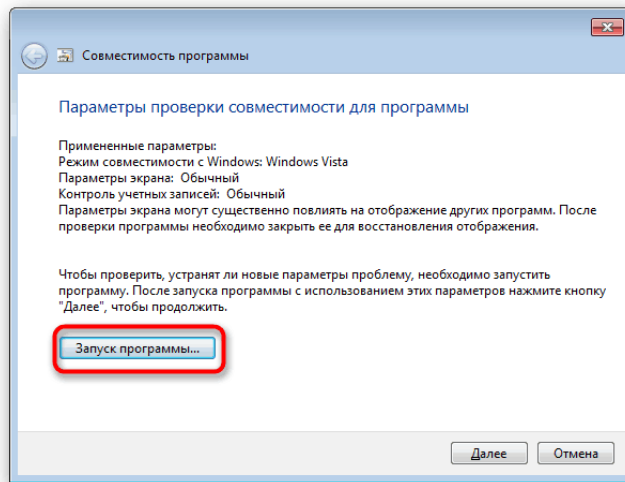 Совместимость программы
Параметры проверки совместимости для программы
Примененные параметры:
Режим совместимости с Windows: Windows Vista
Параметры экрана: Обычный
Контроль учетных записей: Обычный
Параметры экрана могут существенно повлиять на отображение других программ. После
проверки программы необходимо закрыть ее для восстановления отображения.
Чтобы проверить, устранят ли новые параметры проблему, необходимо запустить
программу. После запуска программы с использованием этих параметров нажмите кнопку
"Далее", чтобы продолжить.
Запуск программы...
Далее
Отмена